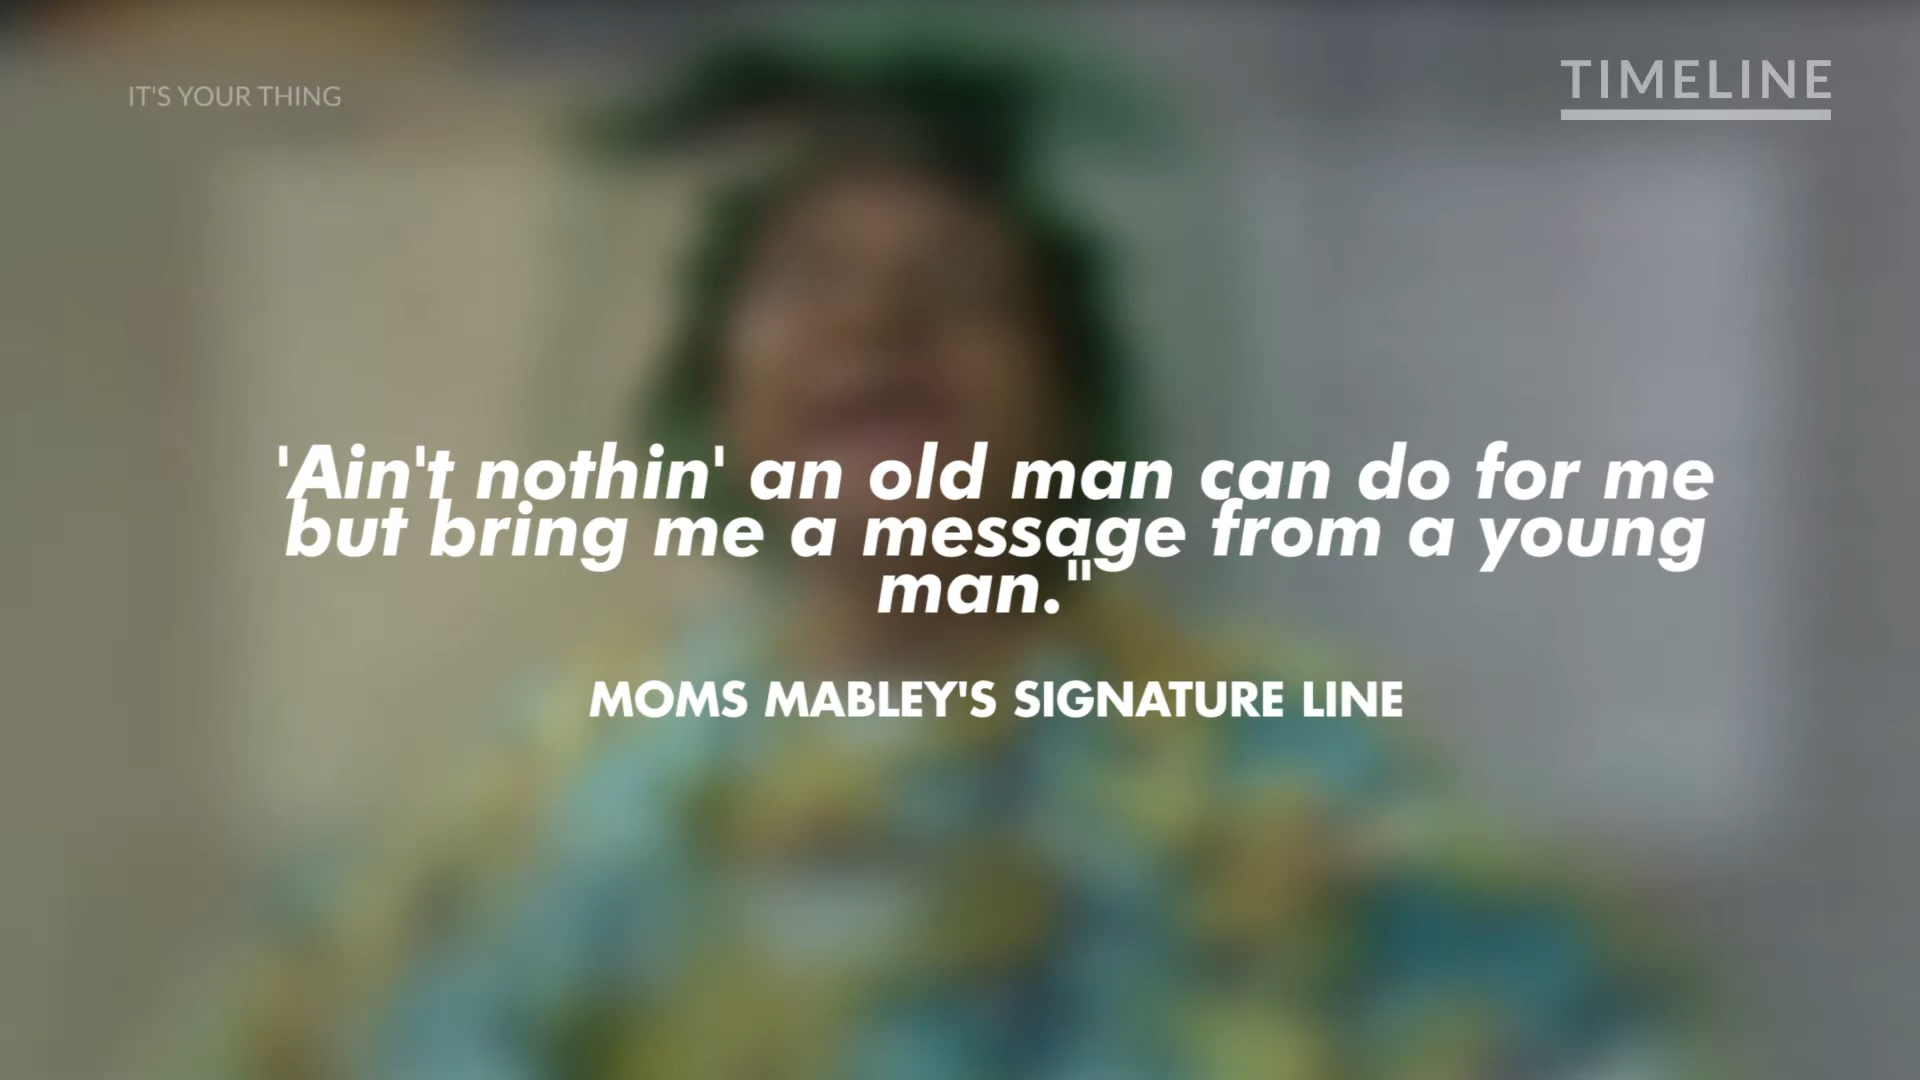 IT'S YOUR THING
TIMELINE
'Ain't nothin' an old man can do for me
but bring me a message from a young
man."
MOMS MABLEY'S SIGNATURE LINE